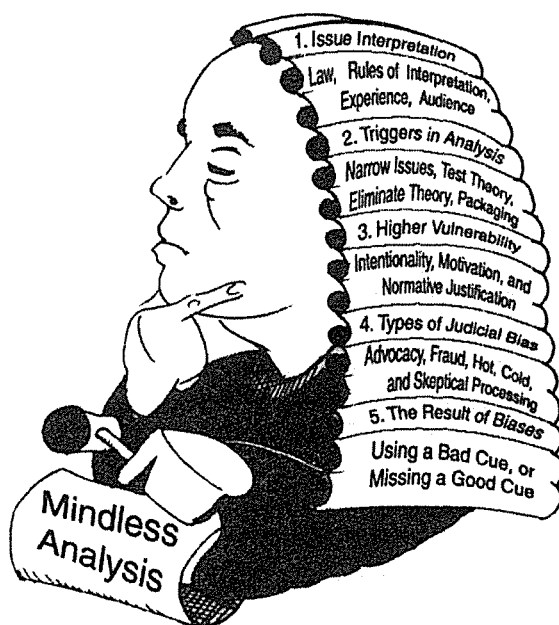 1. Issue Interpretation
Law, Rules of Interpretation,
Experience, Audience
2. Triggers in Analysis
Narrow Issues, Test Theory,
Eliminate Theory, Packaging
3. Higher Vulnerability
Intentionality, Motivation, and
Normative Justification
4. Types of Judicial Bias
Advocacy, Fraud, Hot, Cold,
and Skeptical Processing
5. The Result of Biases
Using a Bad Cue, or
Missing a Good Cue
Mindless
Analysis